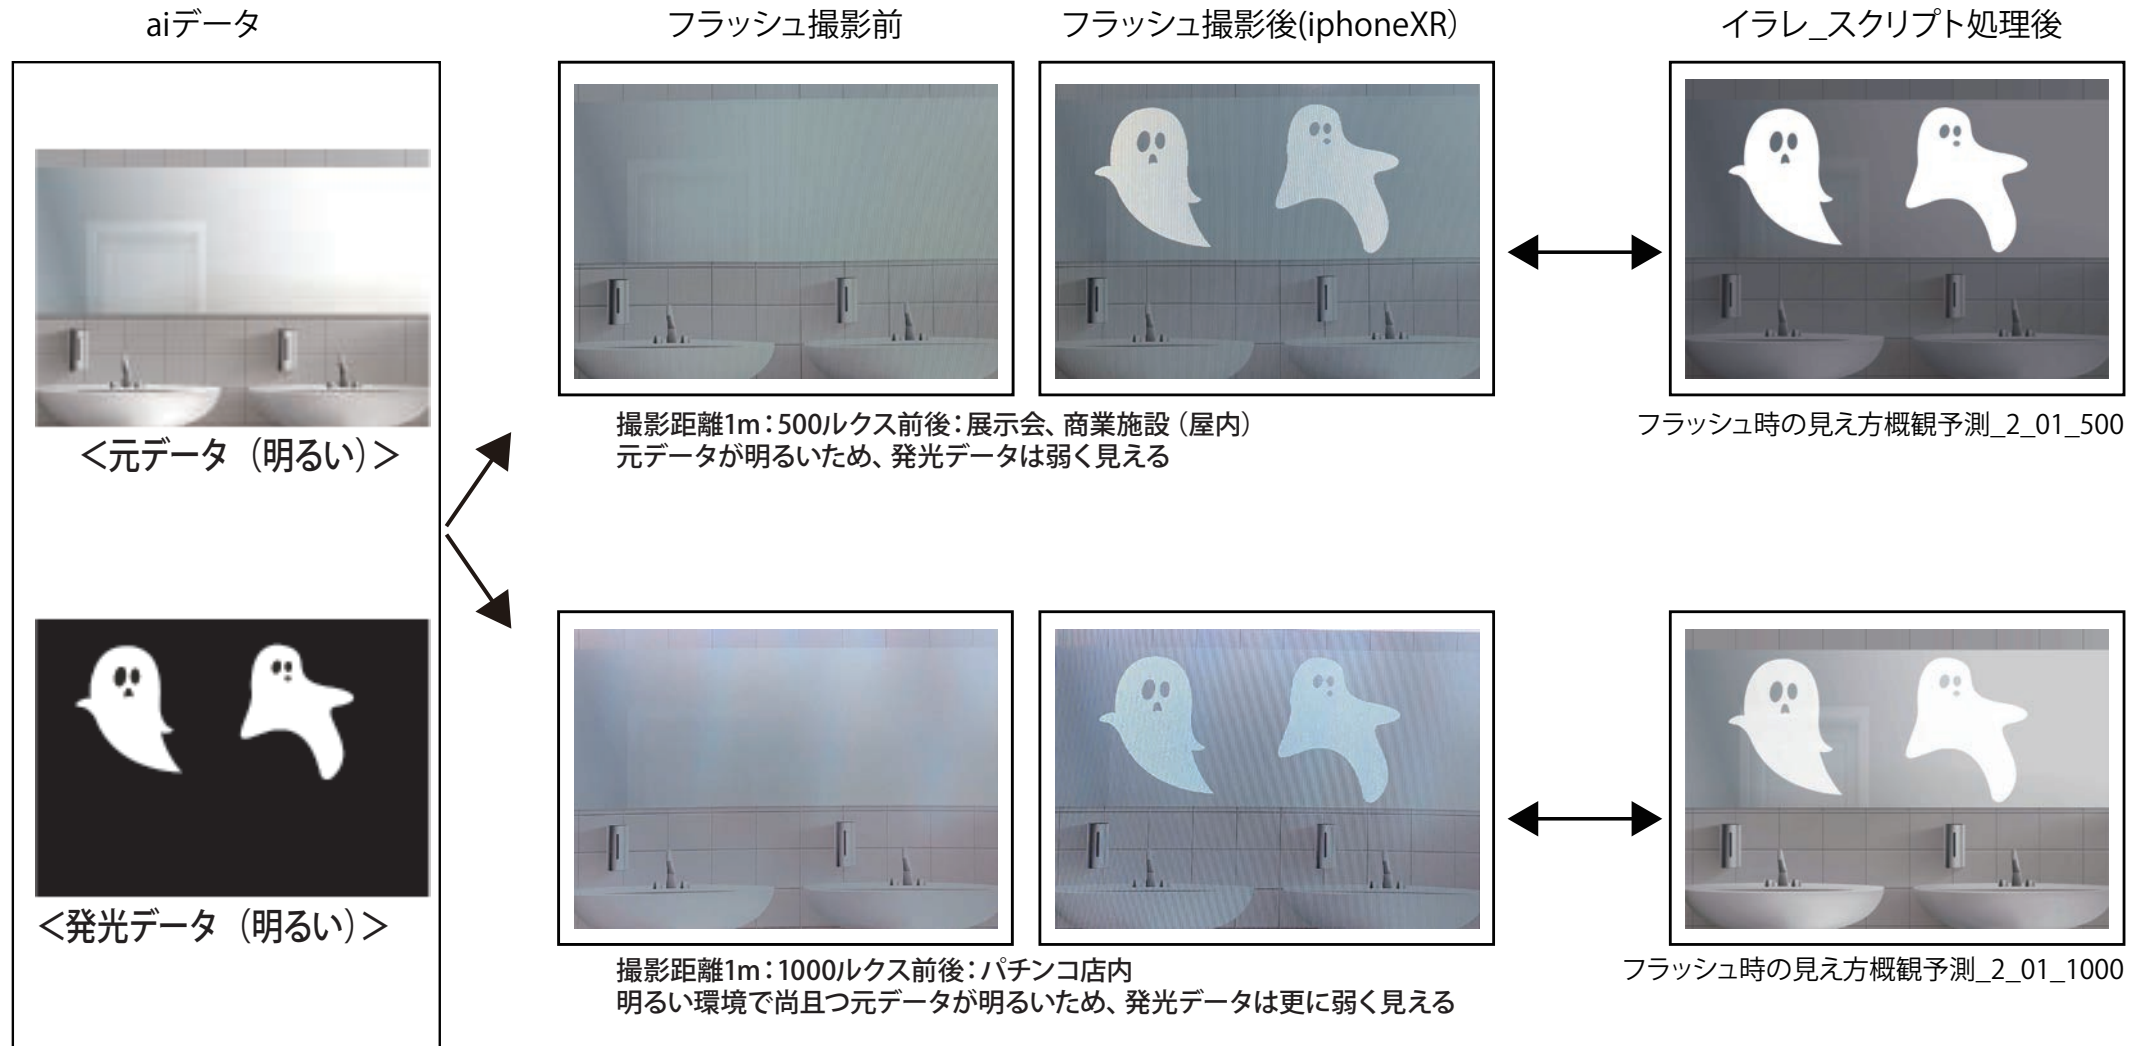 aiデータ
フラッシュ撮影前
フラッシュ撮影後(iphoneXR)
イラレ_スクリプト処理後
＜元データ（明るい）＞
撮影距離1m：500ルクス前後：展示会、商業施設（屋内）
元データが明るいため、発光データは弱く見える
フラッシュ時の見え方概観予測_2_01_500
＜発光データ（明るい）＞
撮影距離1m：1000ルクス前後：パチンコ店内
明るい環境で尚且つ元データが明るいため、発光データは更に弱く見える
フラッシュ時の見え方概観予測_2_01_1000